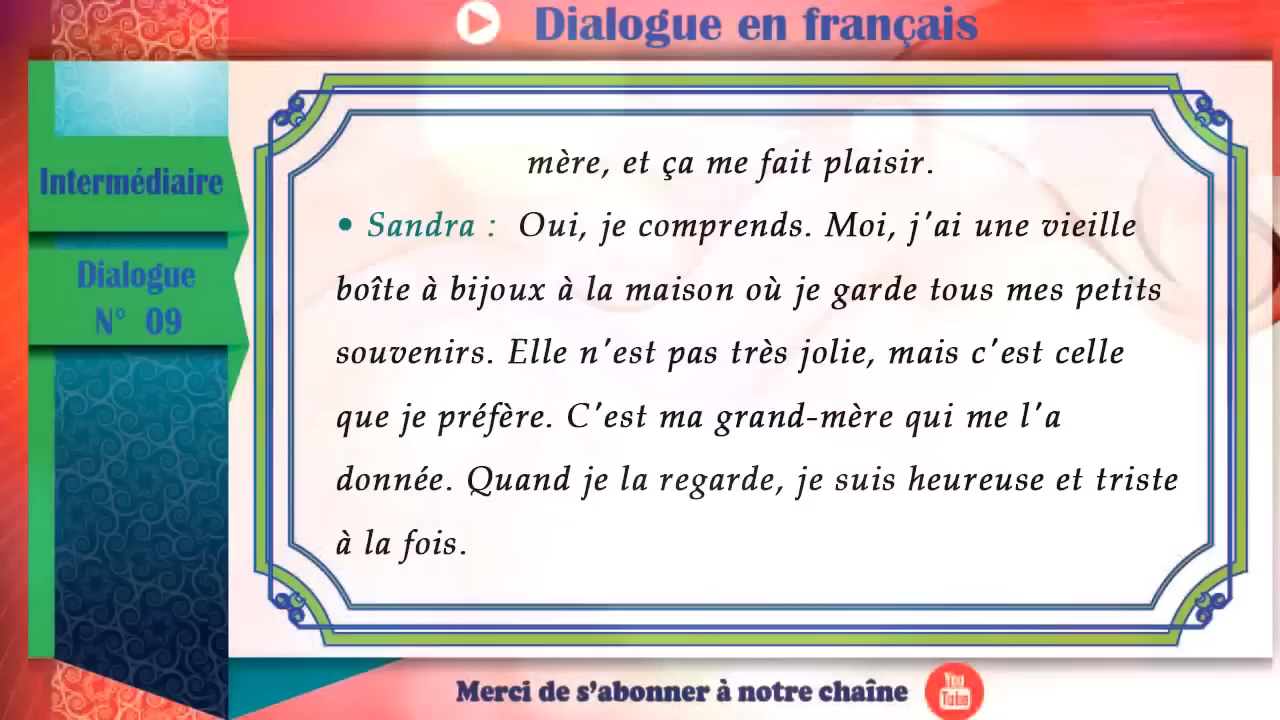 Dialogue en français
Intermédiaire
Dialogue
N° 09
mère, et ça me fait plaisir.
• Sandra : Oui, je comprends. Moi, j'ai une vieille
boîte à bijoux à la maison où je garde tous mes petits
souvenirs. Elle n'est pas très jolie, mais c'est celle
que je préfère. C'est ma grand-mère qui me l'a
donnée. Quand je la regarde, je suis heureuse et triste
à la fois.
Merci de s'abonner à notre chaîne
You
Tube